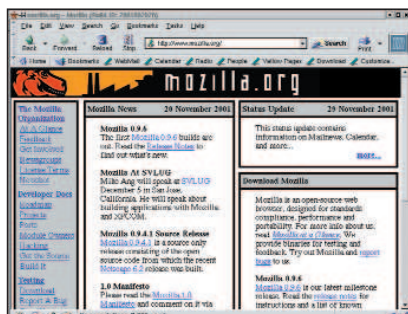 mozilla.org - Mozilla
File Edit View Search Go Bookmarks Tasks Help
Back Forward Reload Stop http://www.mozilla.org/ Search Print
Home Bookmarks WebMail Calendar Radio People Yellow Pages Download Customize...
mozilla.org
The Mozilla
Organization
At A Glance
Feedback
Get Involved
Newsgroups
License Terms
Newsbot
Developer Docs
Roadmap
Projects
Ports
Module Owners
Hacking
Get the Source
Build It
Testing
Download
Report A Bug
Mozilla News 29 November 2001
Mozilla 0.9.6
The first Mozilla 0.9.6 builds are
out. Read the Release Notes to
find out what's new.
Mozilla At SVLUG
Mike Ang will speak at SVLUG
December 5 in San Jose,
California. He will speak about
building applications with Mozilla
and XPCOM.
Mozilla 0.9.4.1 Source Release
Mozilla 0.9.4.1 is a source only
release consisting of the open
source code from which the recent
Netscape 6.2 release was built.
1.0 Manifesto
Please read the Mozilla 1.0
Manifesto and comment on it via
Status Update 29 November 2001
This status update contains
information on Mailnews, Calendar,
and more...
more...
Download Mozilla
Mozilla is an open-source web
browser, designed for standards
compliance, performance and
portability. For more info about us,
read Mozilla at a Glance. We
provide binaries for testing and
feedback. Try out Mozilla and report
bugs to us.
Mozilla 0.9.6
Mozilla 0.9.6 is our latest milestone
release. Read the release notes for
instructions and a list of known